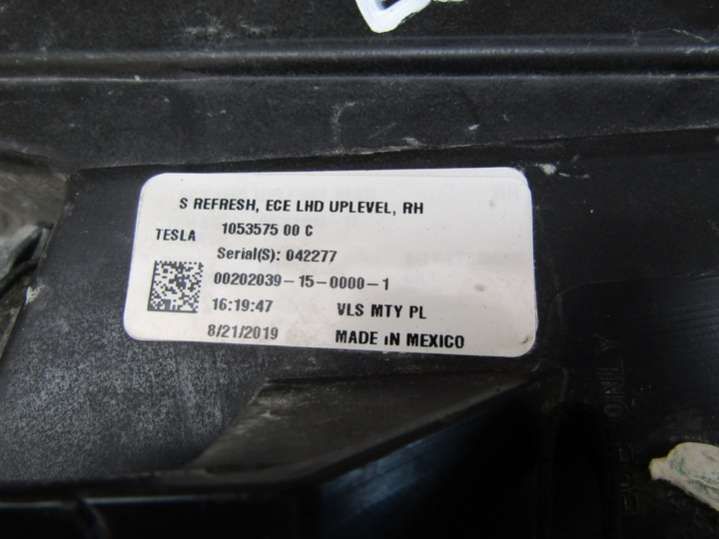 S REFRESH, ECE LHD UPLEVEL, RH
TESLA 1053575 00 C
Serial(S): 042277
00202039-15-0000-1
16:19:47 VLS MTY PL
8/21/2019 MADE IN MEXICO
ONLY